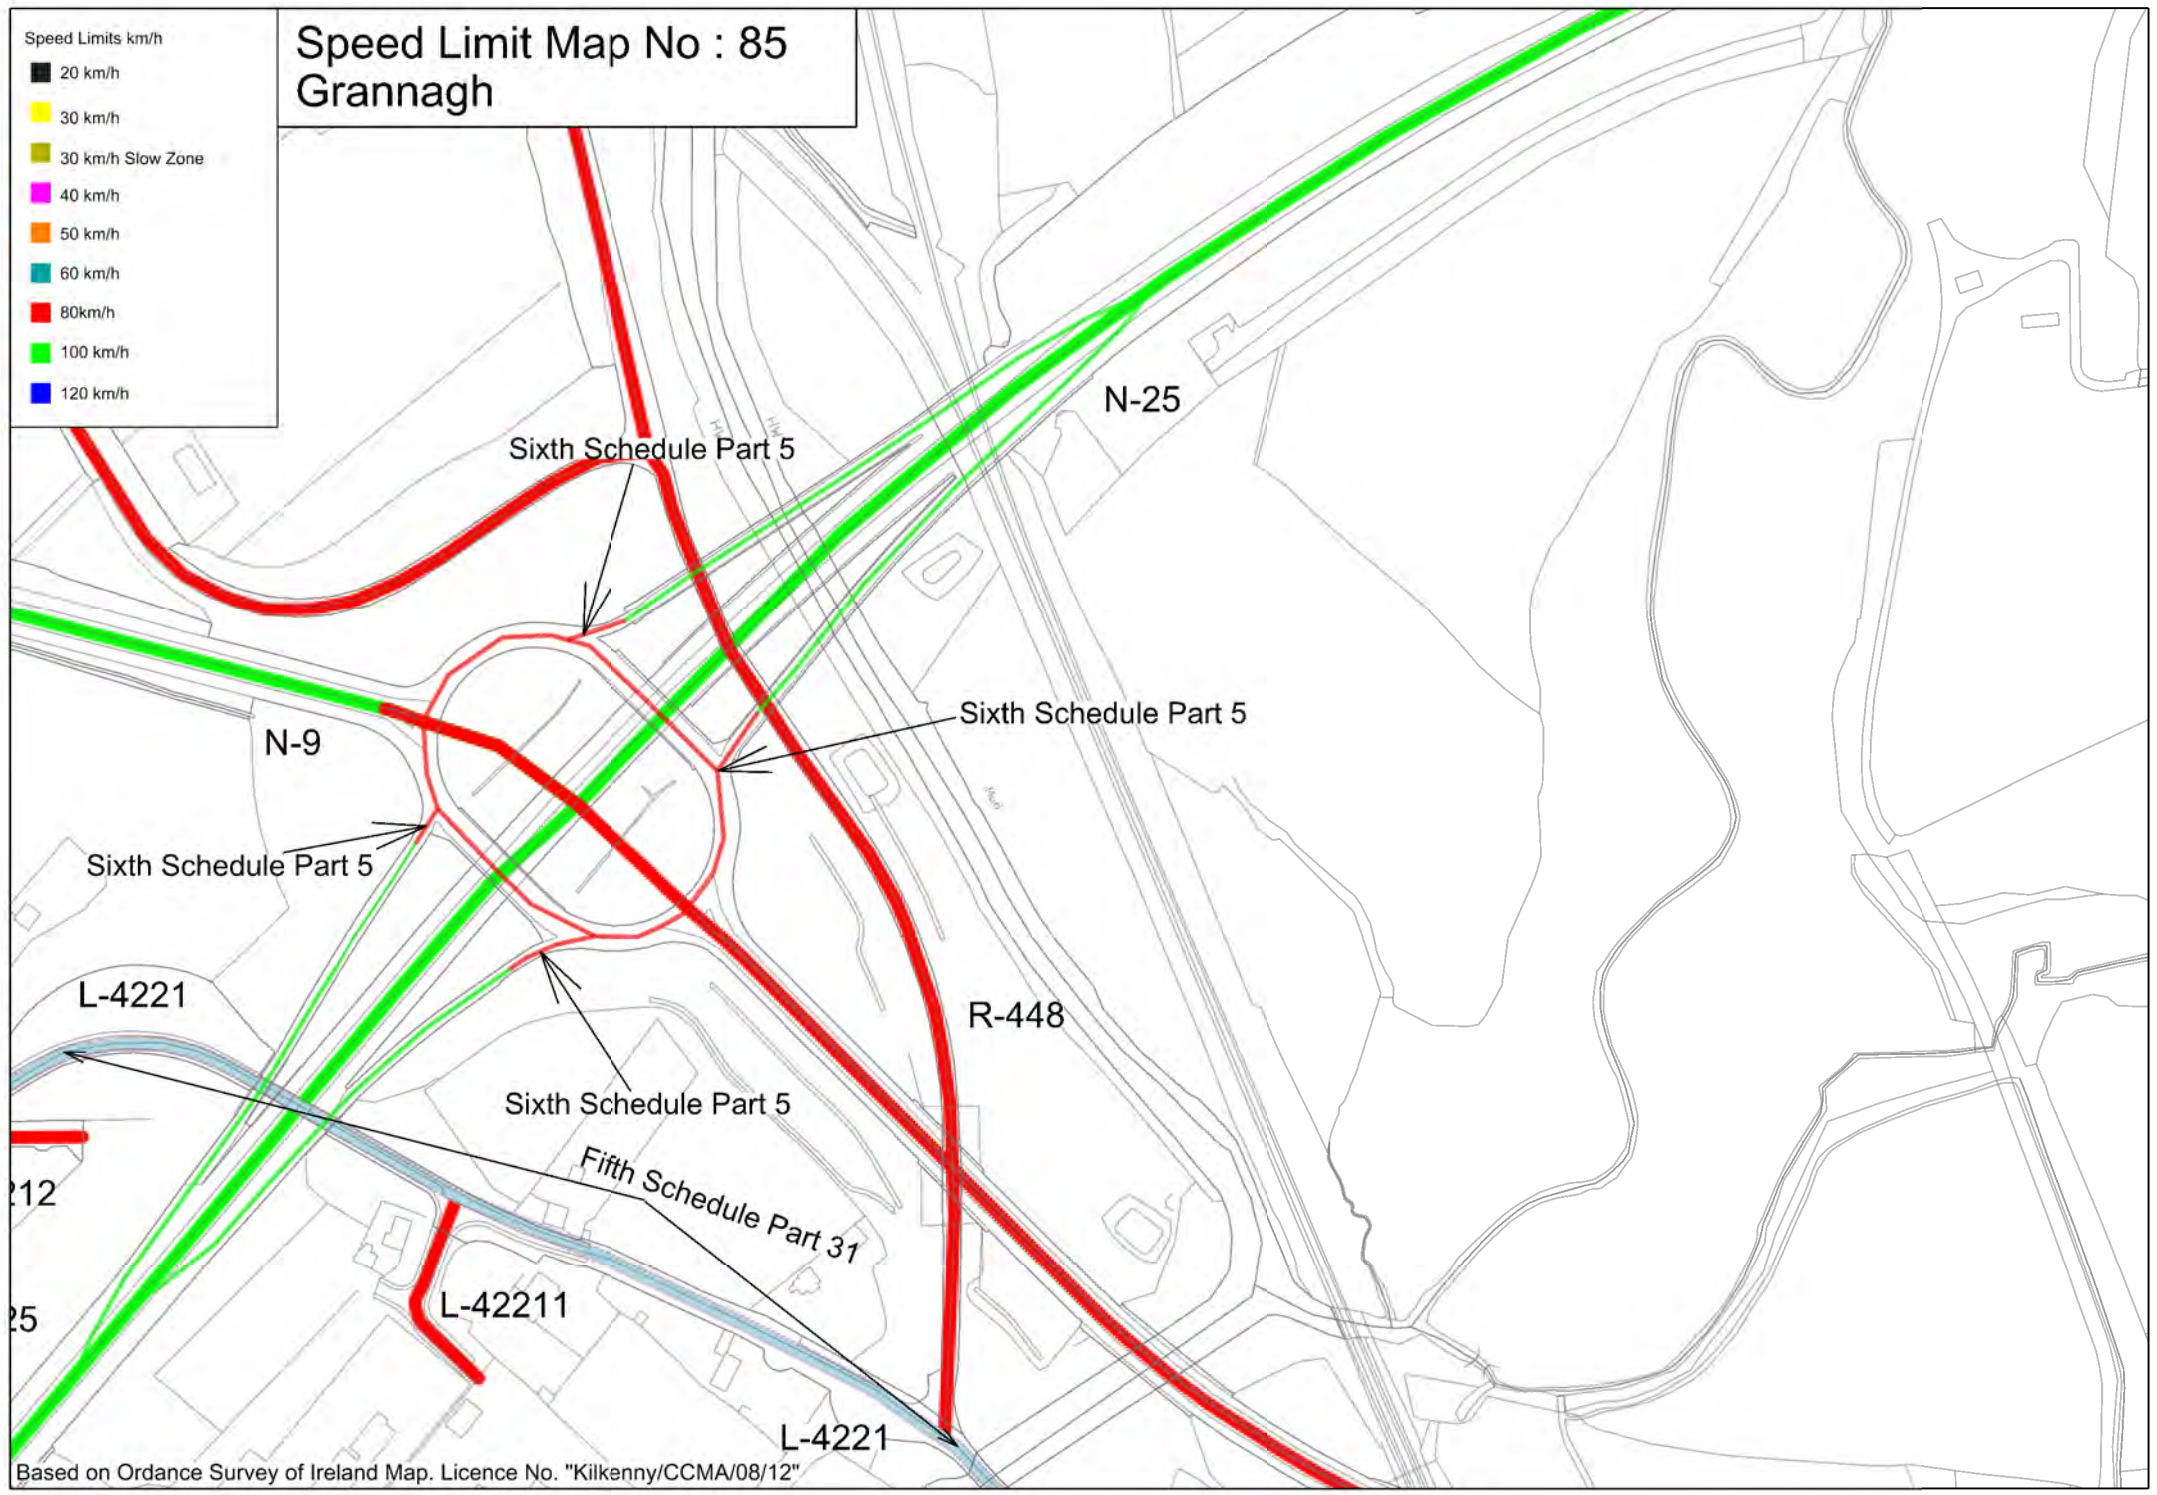 Speed Limits km/h
20 km/h
30 km/h
30 km/h Slow Zone
40 km/h
50 km/h
60 km/h
80km/h
100 km/h
120 km/h
Speed Limit Map No : 85
Grannagh
N-25
Sixth Schedule Part 5
Sixth Schedule Part 5
N-9
Sixth Schedule Part 5
L-4221
R-448
Sixth Schedule Part 5
Fifth Schedule Part 31
212
25
L-42211
L-4221
Mud
Based on Ordance Survey of Ireland Map. Licence No. "Kilkenny/CCMA/08/12"